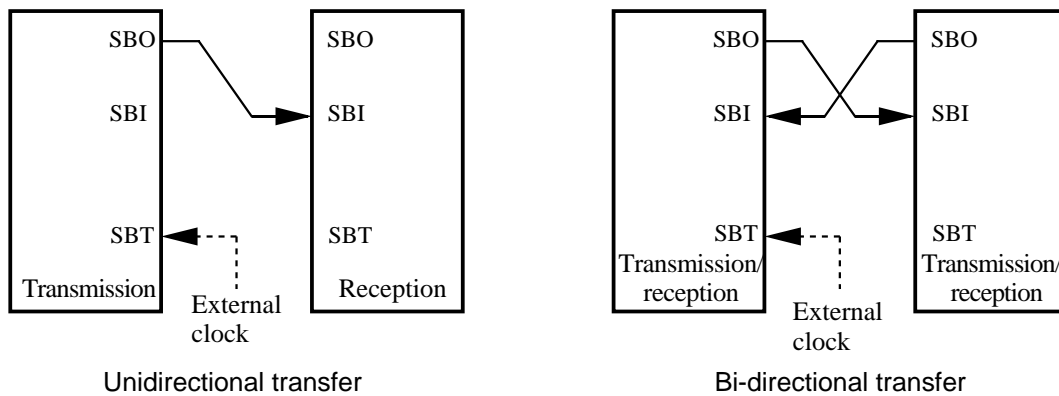 SBO
SBI
SBT
Transmission
External
clock
SBO
SBI
SBT
Reception
Unidirectional transfer
SBO
SBI
SBT
Transmission/
reception
External
clock
SBO
SBI
SBT
Transmission/
reception
Bi-directional transfer